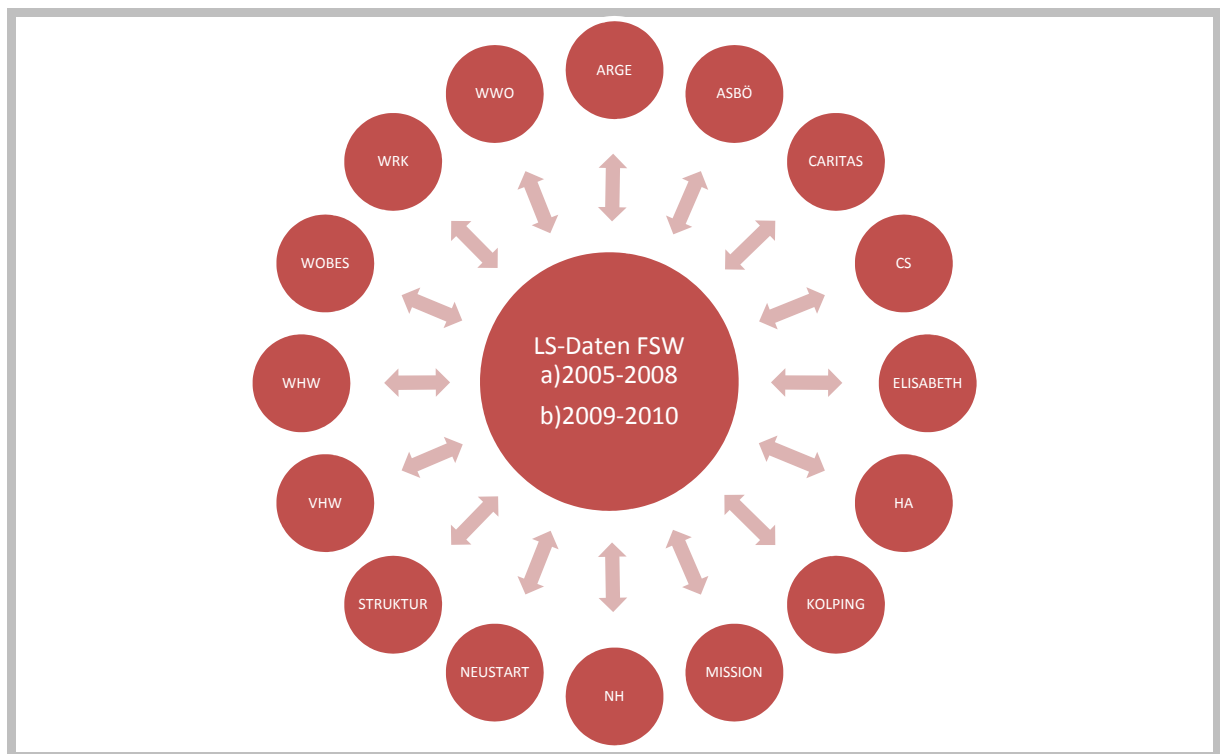 ARGE
ASBÖ
CARITAS
CS
ELISABETH
HA
KOLPING
MISSION
NH
NEUSTART
STRUKTUR
VHW
WHW
WOBES
WRK
WWO
LS-Daten FSW
a)2005-2008
b)2009-2010